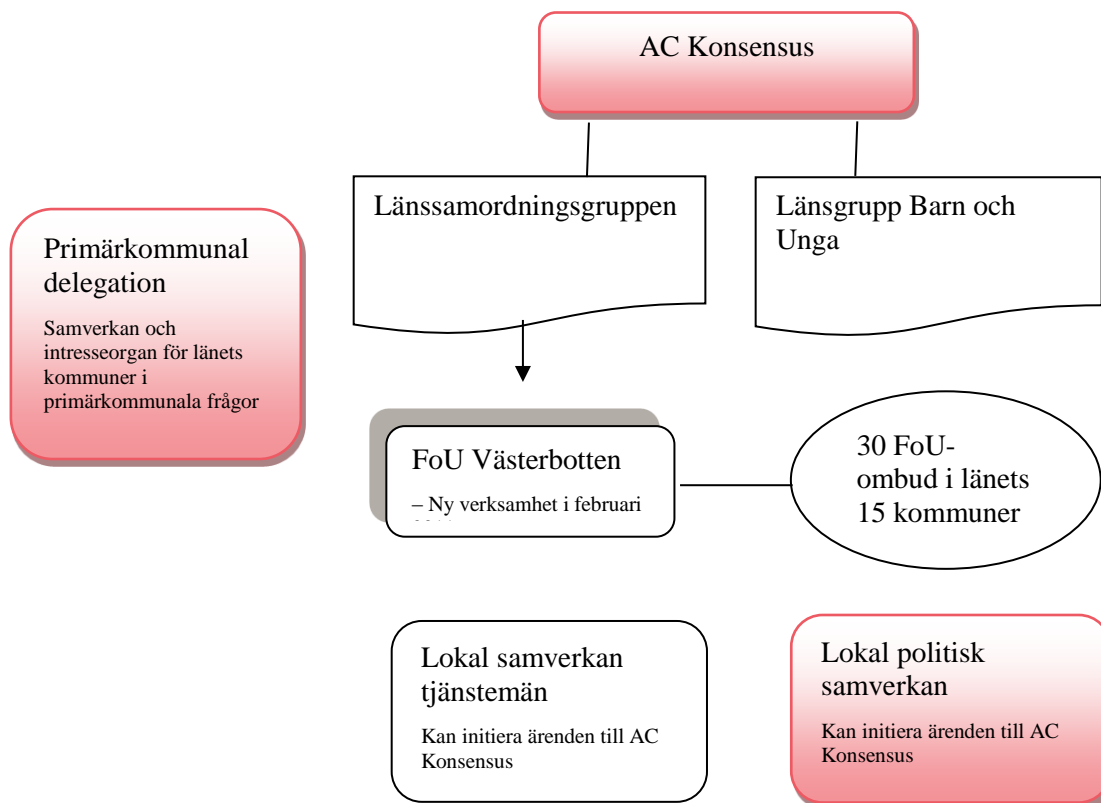 AC Konsensus
Länssamordningsgruppen
Länsgrupp Barn och
Unga
Primärkommunal
delegation
Samverkan och
intresseorgan för länets
kommuner i
primärkommunala frågor
FoU Västerbotten
– Ny verksamhet i februari
30 FoU-
ombud i länets
15 kommuner
Lokal samverkan
tjänstemän
Kan initiera ärenden till AC
Konsensus
Lokal politisk
samverkan
Kan initiera ärenden till AC
Konsensus